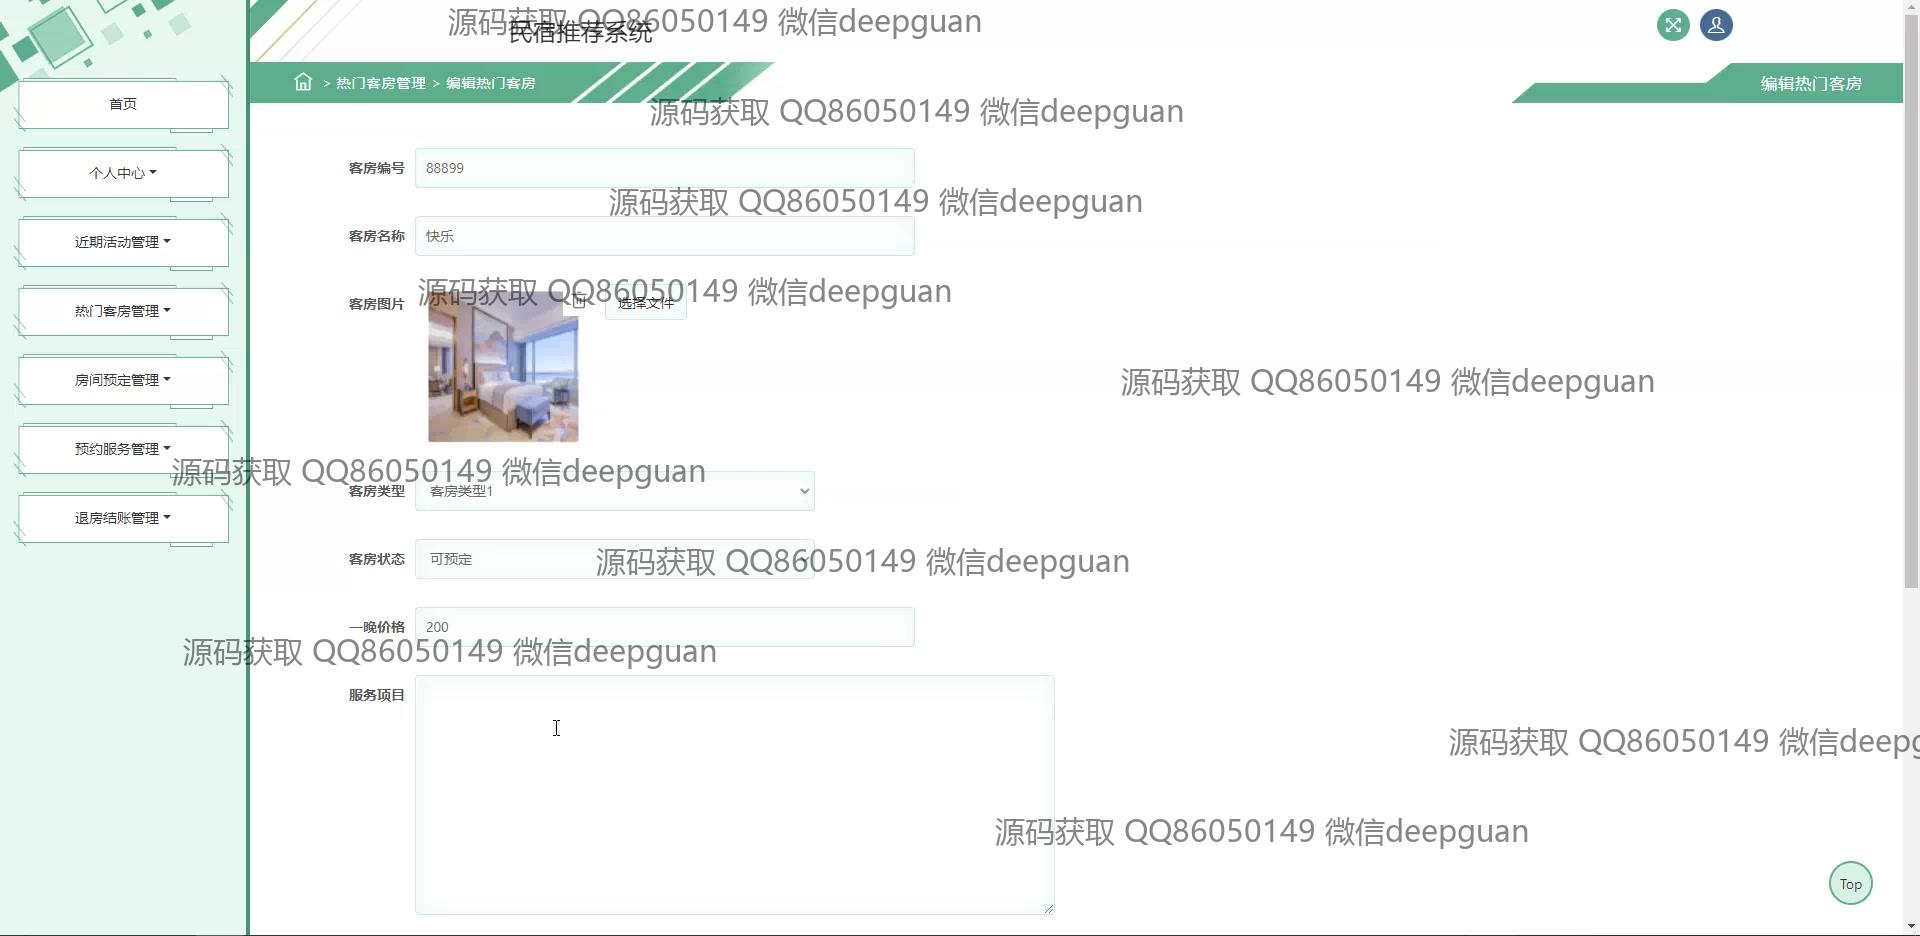 源码获取 QQ86050149 微信deepguan
民宿推荐系统
> 热门客房管理 > 编辑热门客房
编辑热门客房
源码获取 QQ86050149 微信deepguan
首页
个人中心
近期活动管理
热门客房管理
房间预定管理
预约服务管理
退房结账管理
客房编号 88899
源码获取 QQ86050149 微信deepguan
客房名称 快乐
源码获取 QQ86050149 微信deepguan
客房图片 选择文件
源码获取 QQ86050149 微信deepguan
源码获取 QQ86050149 微信deepguan
客房类型 客房类型1
客房状态 可预定
源码获取 QQ86050149 微信deepguan
一晚价格 200
源码获取 QQ86050149 微信deepguan
服务项目
源码获取 QQ86050149 微信deepg
源码获取 QQ86050149 微信deepguan
Top